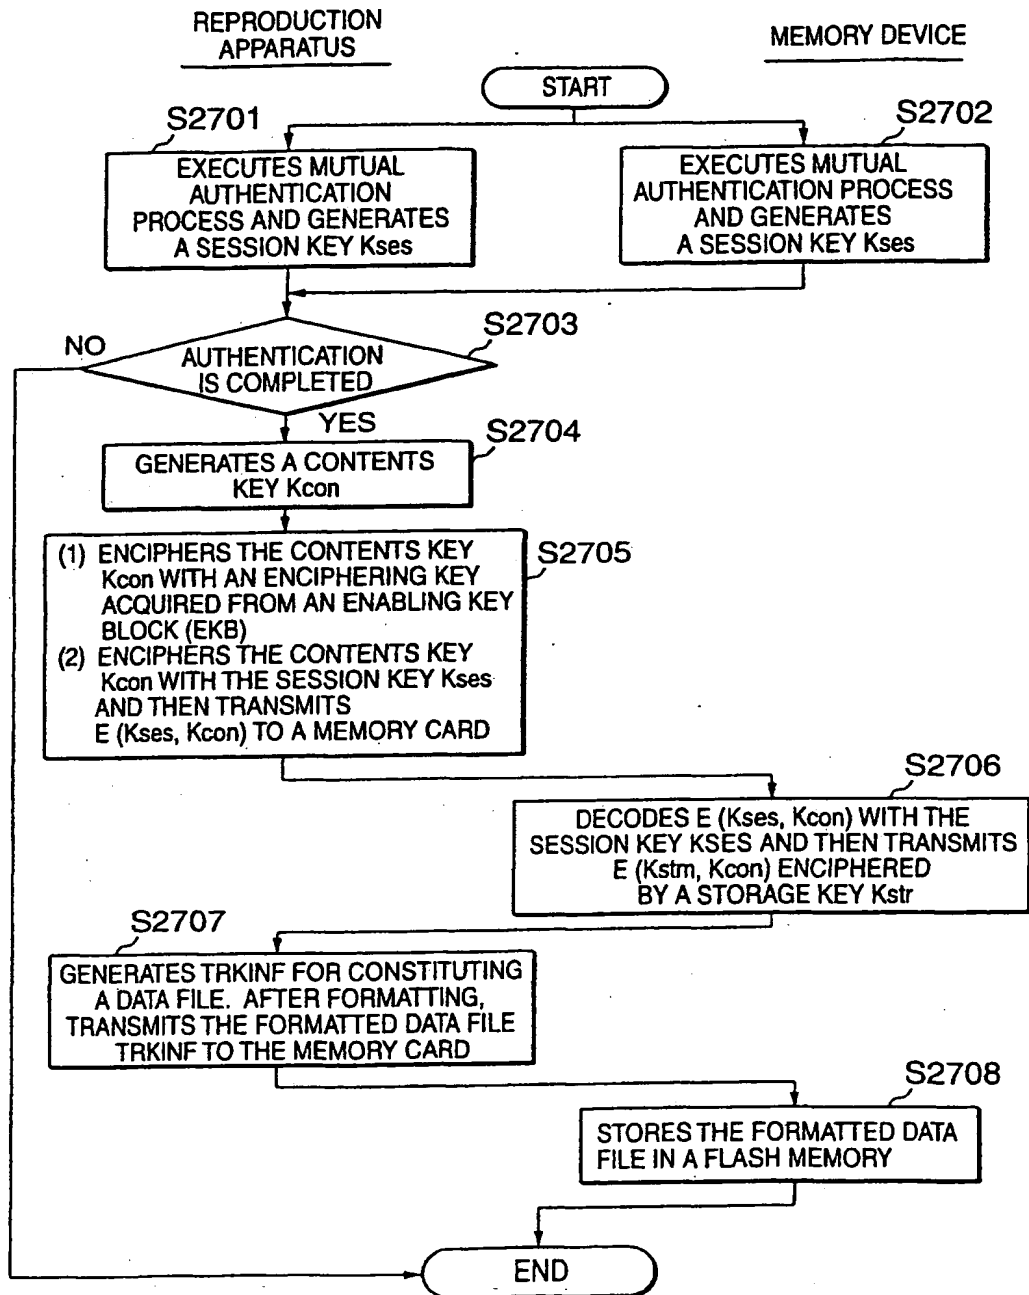 REPRODUCTION
APPARATUS
MEMORY DEVICE
START
S2701
S2702
EXECUTES MUTUAL
AUTHENTICATION
PROCESS AND GENERATES
A SESSION KEY Kses
EXECUTES MUTUAL
AUTHENTICATION PROCESS
AND GENERATES
A SESSION KEY Kses
S2703
NO
AUTHENTICATION
IS COMPLETED
YES
S2704
GENERATES A CONTENTS
KEY Kcon
S2705
(1) ENCIPHERS THE CONTENTS KEY
Kcon WITH AN ENCIPHERING KEY
ACQUIRED FROM AN ENABLING KEY
BLOCK (EKB)
(2) ENCIPHERS THE CONTENTS KEY
Kcon WITH THE SESSION KEY Kses
AND THEN TRANSMITS
E (Kses, Kcon) TO A MEMORY CARD
S2706
DECODES E (Kses, Kcon) WITH THE
SESSION KEY KSES AND THEN TRANSMITS
E (Kstm, Kcon) ENCIPHERED
BY A STORAGE KEY Kstr
S2707
GENERATES TRKINF FOR CONSTITUTING
A DATA FILE. AFTER FORMATTING,
TRANSMITS THE FORMATTED DATA FILE
TRKINF TO THE MEMORY CARD
S2708
STORES THE FORMATTED DATA
FILE IN A FLASH MEMORY
END